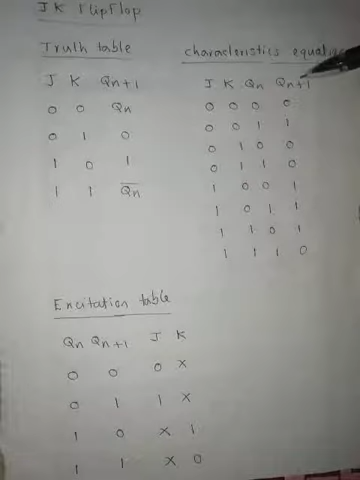 JK FlipFlop
Truth table
J K Qn+1
0 0 Qn
0 1 0
1 0 1
1 1 Q̅n
characteristics equation
J K Qn Qn+1
0 0 0 0
0 0 1 1
0 1 0 0
0 1 1 0
1 0 0 1
1 0 1 1
1 1 0 1
1 1 1 0
Excitation table
Qn Qn+1 J K
0 0 0 X
0 1 1 X
1 0 X 1
1 1 X 0